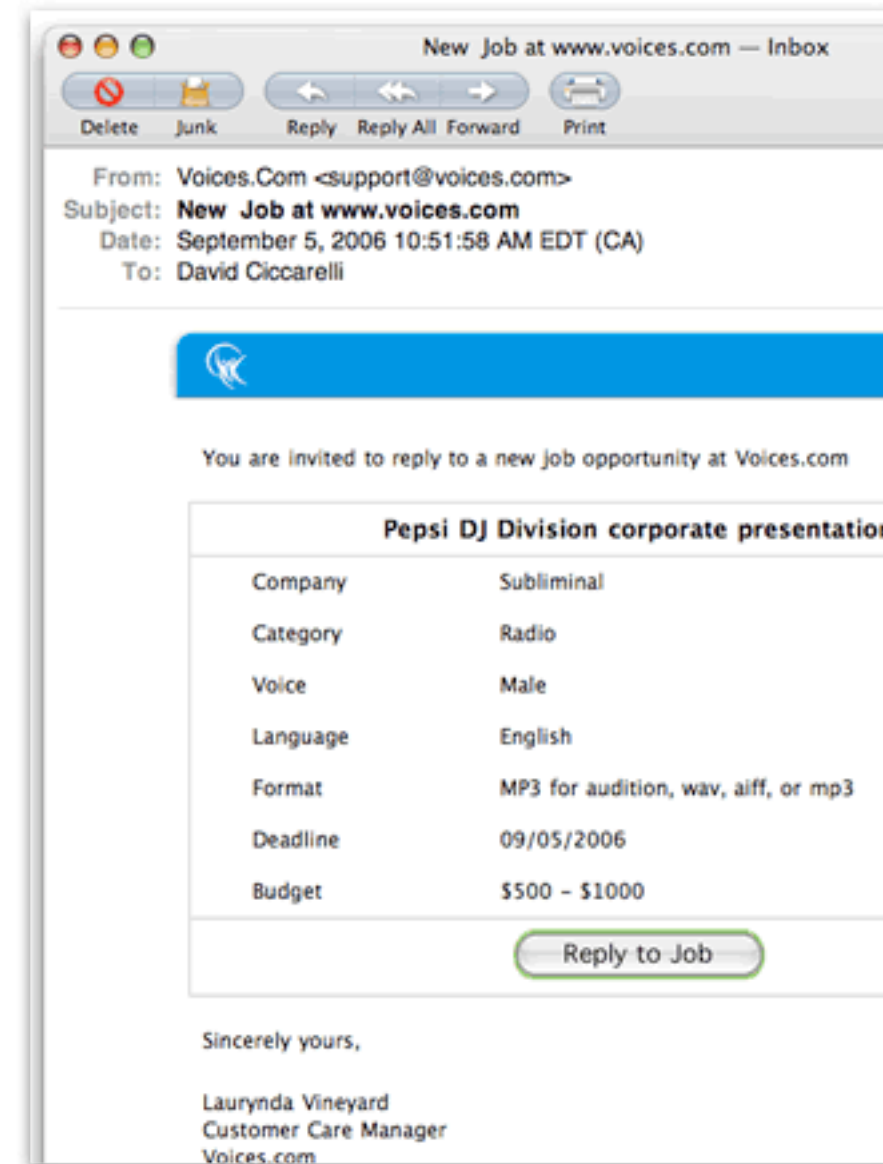 New Job at www.voices.com — Inbox
Delete Junk Reply Reply All Forward Print
From: Voices.Com <support@voices.com>
Subject: New Job at www.voices.com
Date: September 5, 2006 10:51:58 AM EDT (CA)
To: David Ciccarelli
You are invited to reply to a new job opportunity at Voices.com
Pepsi DJ Division corporate presentation
Company Subliminal
Category Radio
Voice Male
Language English
Format MP3 for audition, wav, aiff, or mp3
Deadline 09/05/2006
Budget $500 - $1000
Reply to Job
Sincerely yours,
Laurynda Vineyard
Customer Care Manager
Voices.com